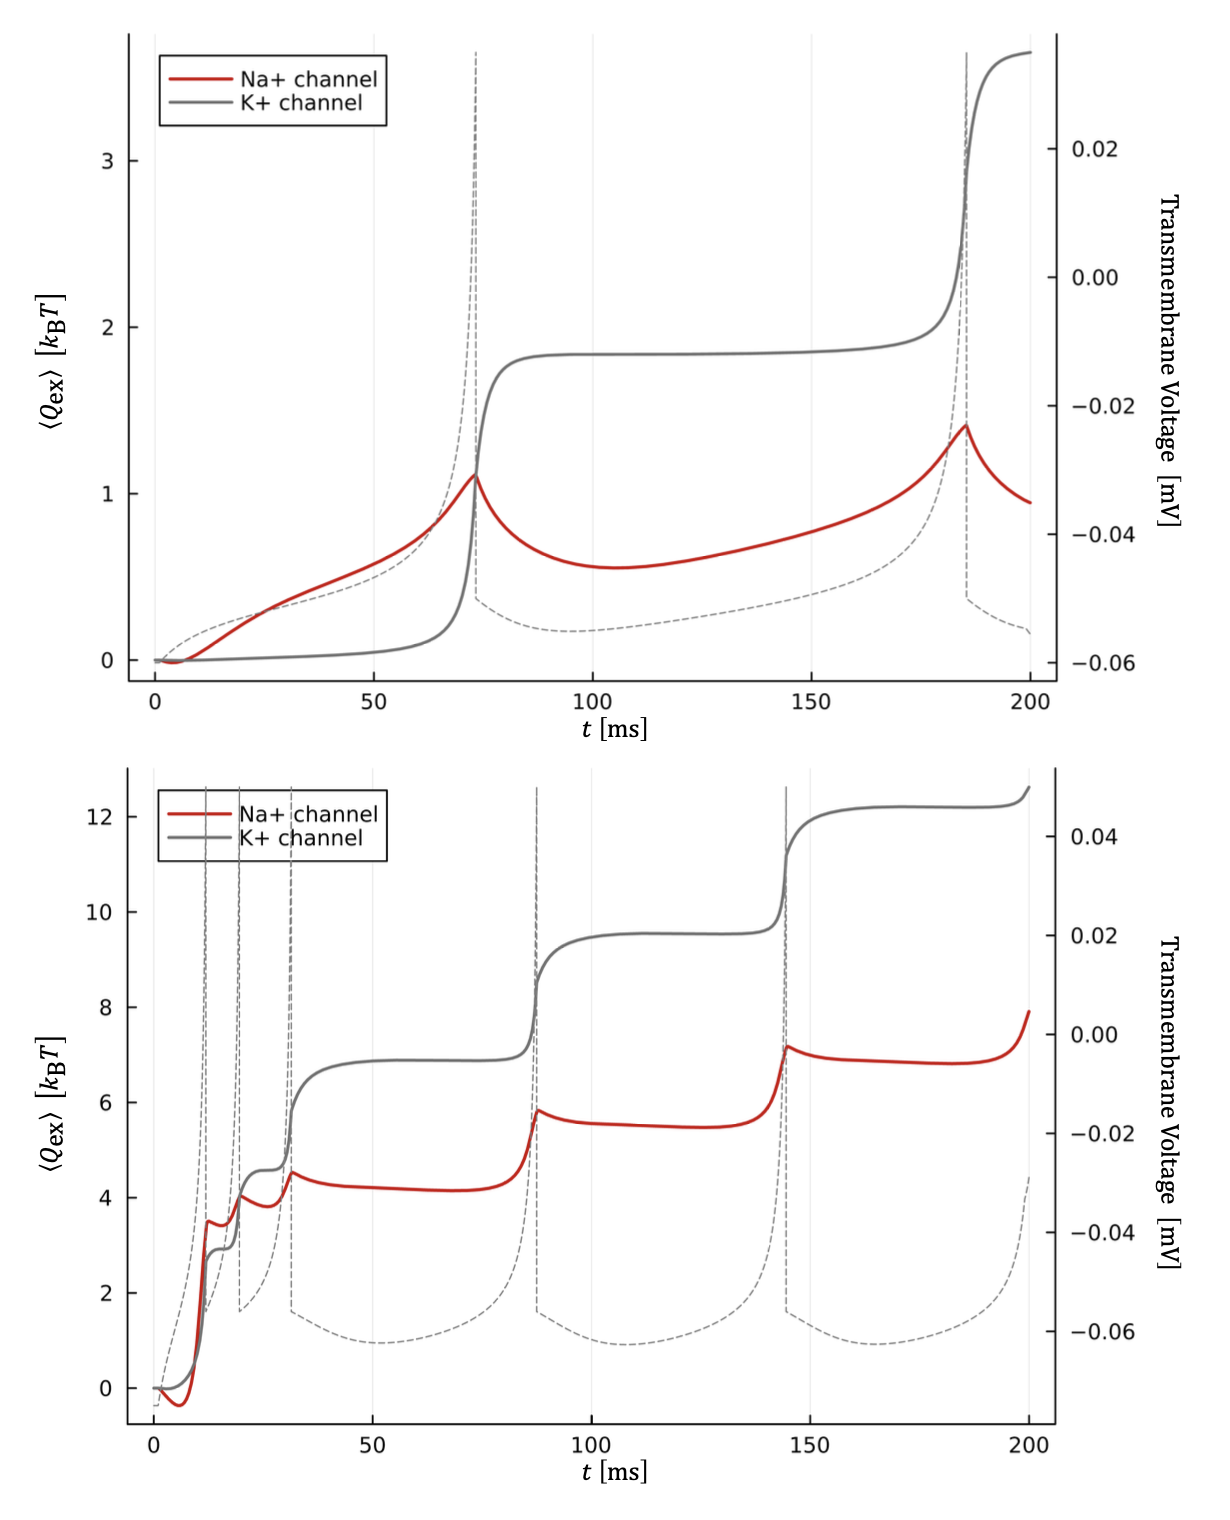 Na+ channel
K+ channel
3
2
1
0
⟨Qex⟩ [kBT]
0.02
0.00
−0.02
−0.04
−0.06
Transmembrane Voltage [mV]
0 50 100 150 200
t [ms]
Na+ channel
K+ channel
12
10
8
6
4
2
0
⟨Qex⟩ [kBT]
0.04
0.02
0.00
−0.02
−0.04
−0.06
Transmembrane Voltage [mV]
0 50 100 150 200
t [ms]